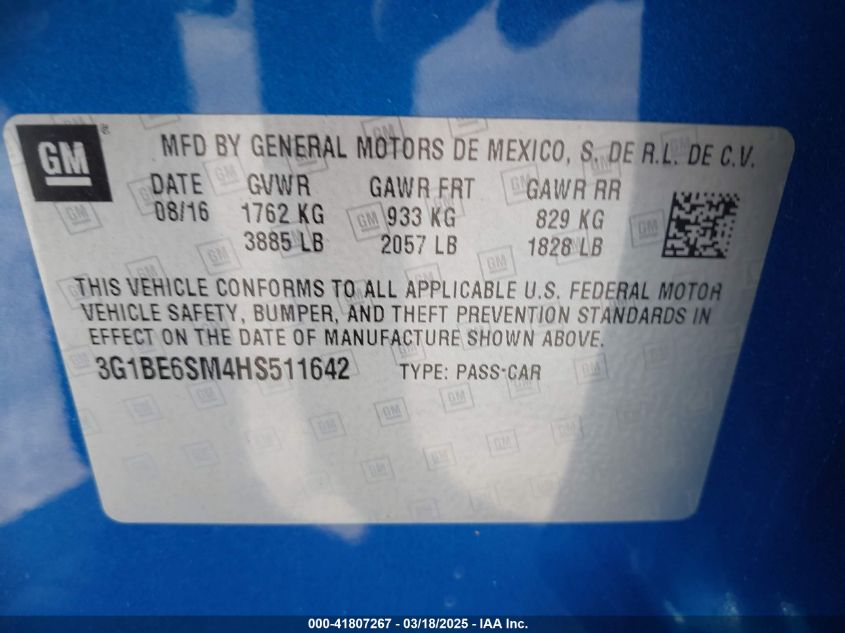 GM
MFD BY GENERAL MOTORS DE MEXICO, S. DE R.L. DE C.V.
DATE GVWR GAWR FRT GAWR RR
08/16 1762 KG 933 KG 829 KG
3885 LB 2057 LB 1828 LB
THIS VEHICLE CONFORMS TO ALL APPLICABLE U.S. FEDERAL MOTOR
VEHICLE SAFETY, BUMPER, AND THEFT PREVENTION STANDARDS IN
EFFECT ON THE DATE OF MANUFACTURE SHOWN ABOVE.
3G1BE6SM4HS511642 TYPE: PASS-CAR
000-41807267 - 03/18/2025 - IAA Inc.